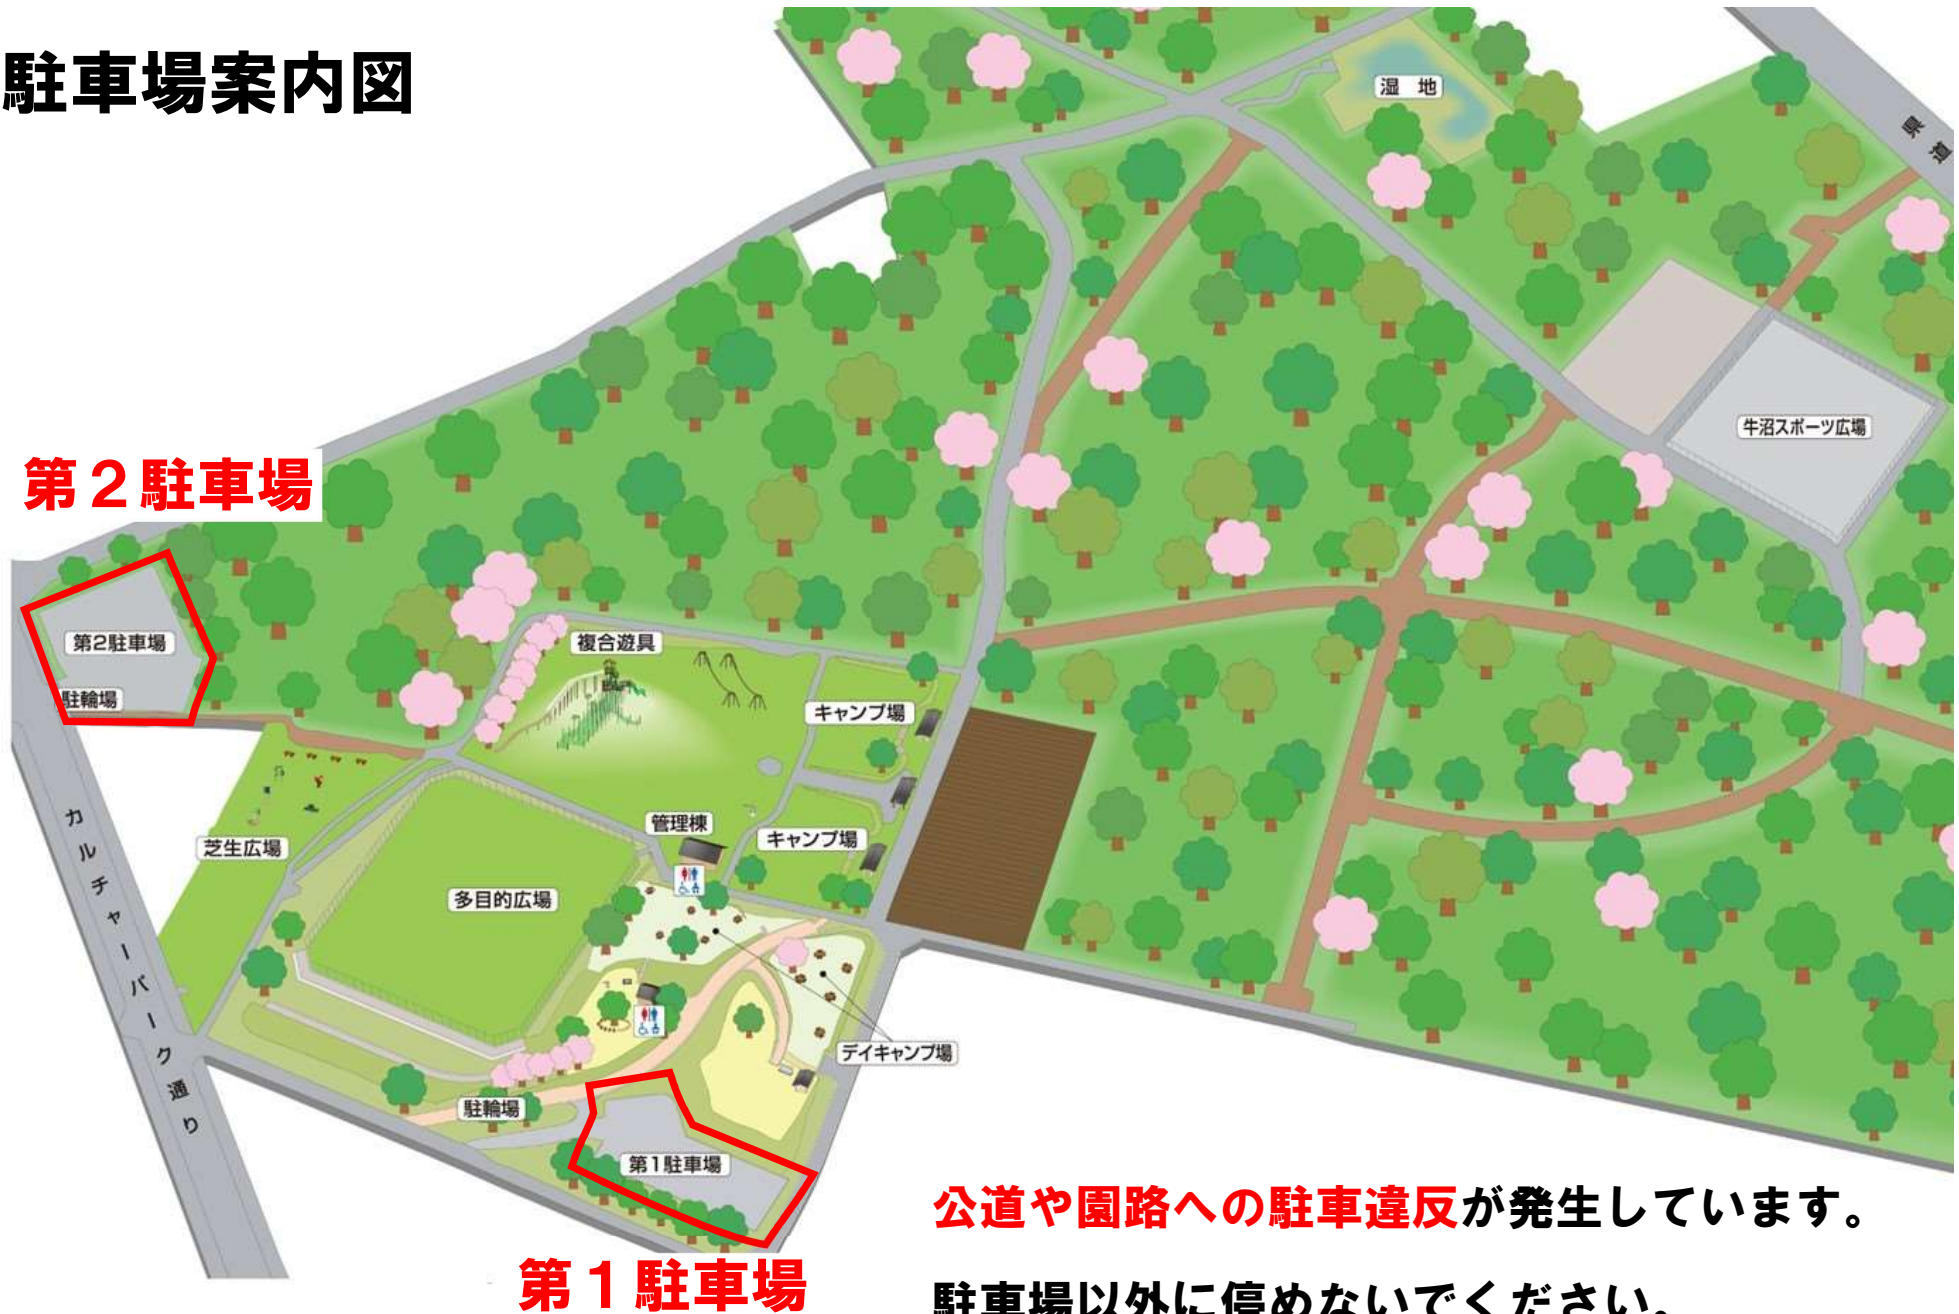 駐車場案内図
湿 地
県道
牛沼スポーツ広場
第２駐車場
第2駐車場
駐輪場
複合遊具
キャンプ場
カルチャーパーク通り
芝生広場
管理棟
キャンプ場
多目的広場
デイキャンプ場
駐輪場
第1駐車場
第１駐車場
公道や園路への駐車違反が発生しています。
駐車場以外に停めないでください。